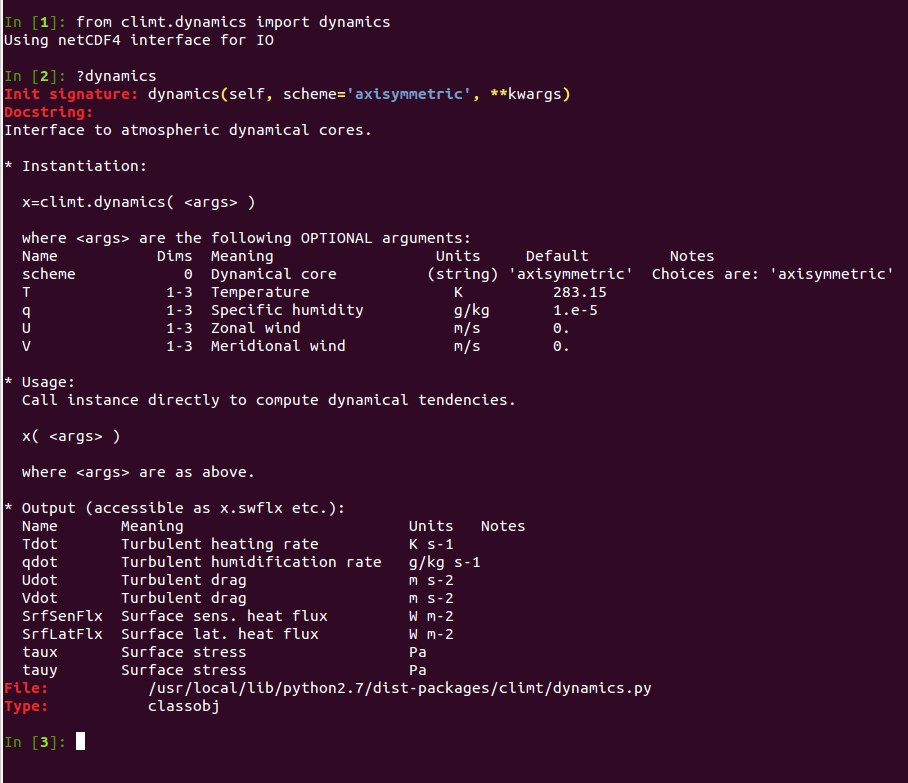 In [1]: from climt.dynamics import dynamics
Using netCDF4 interface for IO
In [2]: ?dynamics
Init signature: dynamics(self, scheme='axisymmetric', **kwargs)
Docstring:
Interface to atmospheric dynamical cores.
* Instantiation:
x=climt.dynamics( <args> )
where <args> are the following OPTIONAL arguments:
Name Dims Meaning Units Default Notes
scheme 0 Dynamical core (string) 'axisymmetric' Choices are: 'axisymmetric'
T 1-3 Temperature K 283.15
q 1-3 Specific humidity g/kg 1.e-5
U 1-3 Zonal wind m/s 0.
V 1-3 Meridional wind m/s 0.
* Usage:
Call instance directly to compute dynamical tendencies.
x( <args> )
where <args> are as above.
* Output (accessible as x.swflx etc.):
Name Meaning Units Notes
Tdot Turbulent heating rate K s-1
qdot Turbulent humidification rate g/kg s-1
Udot Turbulent drag m s-2
Vdot Turbulent drag m s-2
SrfSenFlx Surface sens. heat flux W m-2
SrfLatFlx Surface lat. heat flux W m-2
taux Surface stress Pa
tauy Surface stress Pa
File: /usr/local/lib/python2.7/dist-packages/climt/dynamics.py
Type: classobj
In [3]: